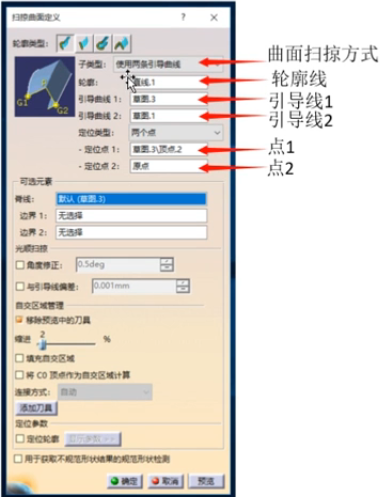 扫掠曲面定义 ? ×
轮廓类型:
子类型: 使用两条引导曲线 曲面扫掠方式
轮廓: 直线.1 轮廓线
引导曲线 1: 草图.3 引导线1
引导曲线 2: 草图.1 引导线2
定位类型: 两个点
- 定位点 1: 草图.3\顶点.2 点1
- 定位点 2: 原点 点2
G1 G2
可选元素
脊线: 默认 (草图.3)
边界 1: 无选择
边界 2: 无选择
光顺扫掠
角度修正: 0.5deg
与引导线偏差: 0.001mm
自交区域管理
移除预览中的刀具
缩进 2 %
填充自交区域
将 C0 顶点作为自交区域计算
连接方式: 自动
添加刀具
定位参数
定位轮廓 显示参数 >>
用于获取不规范形状结果的规范形状检测
确定 取消 预览